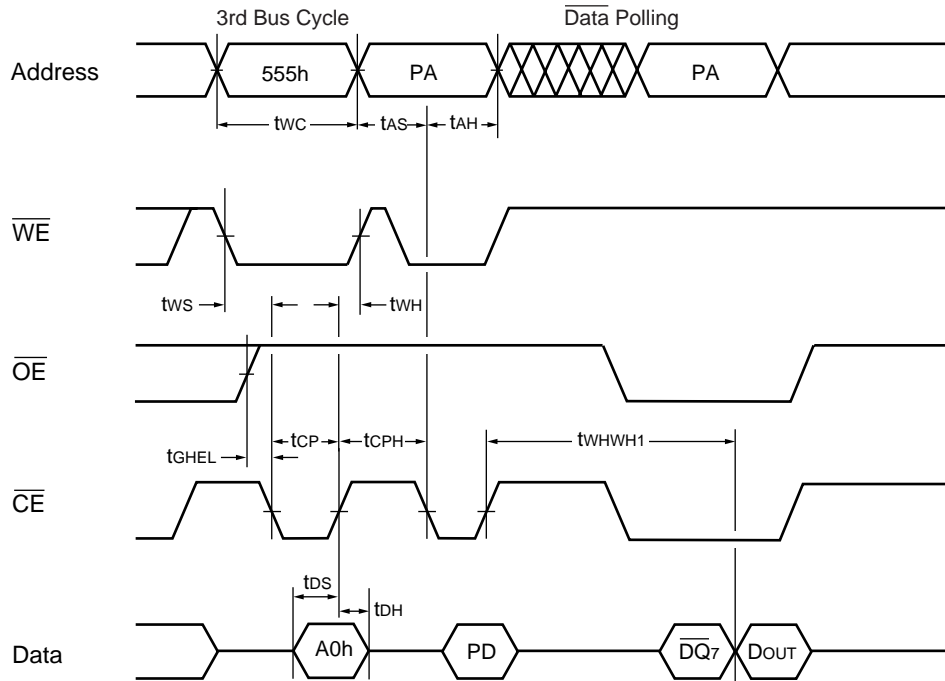 3rd Bus Cycle Data Polling
Address 555h PA PA
tWC tAS tAH
WE
tWS tWH
OE
tCP tCPH tWHWH1
tGHEL
CE
tDS
tDH
Data A0h PD DQ7 DOUT